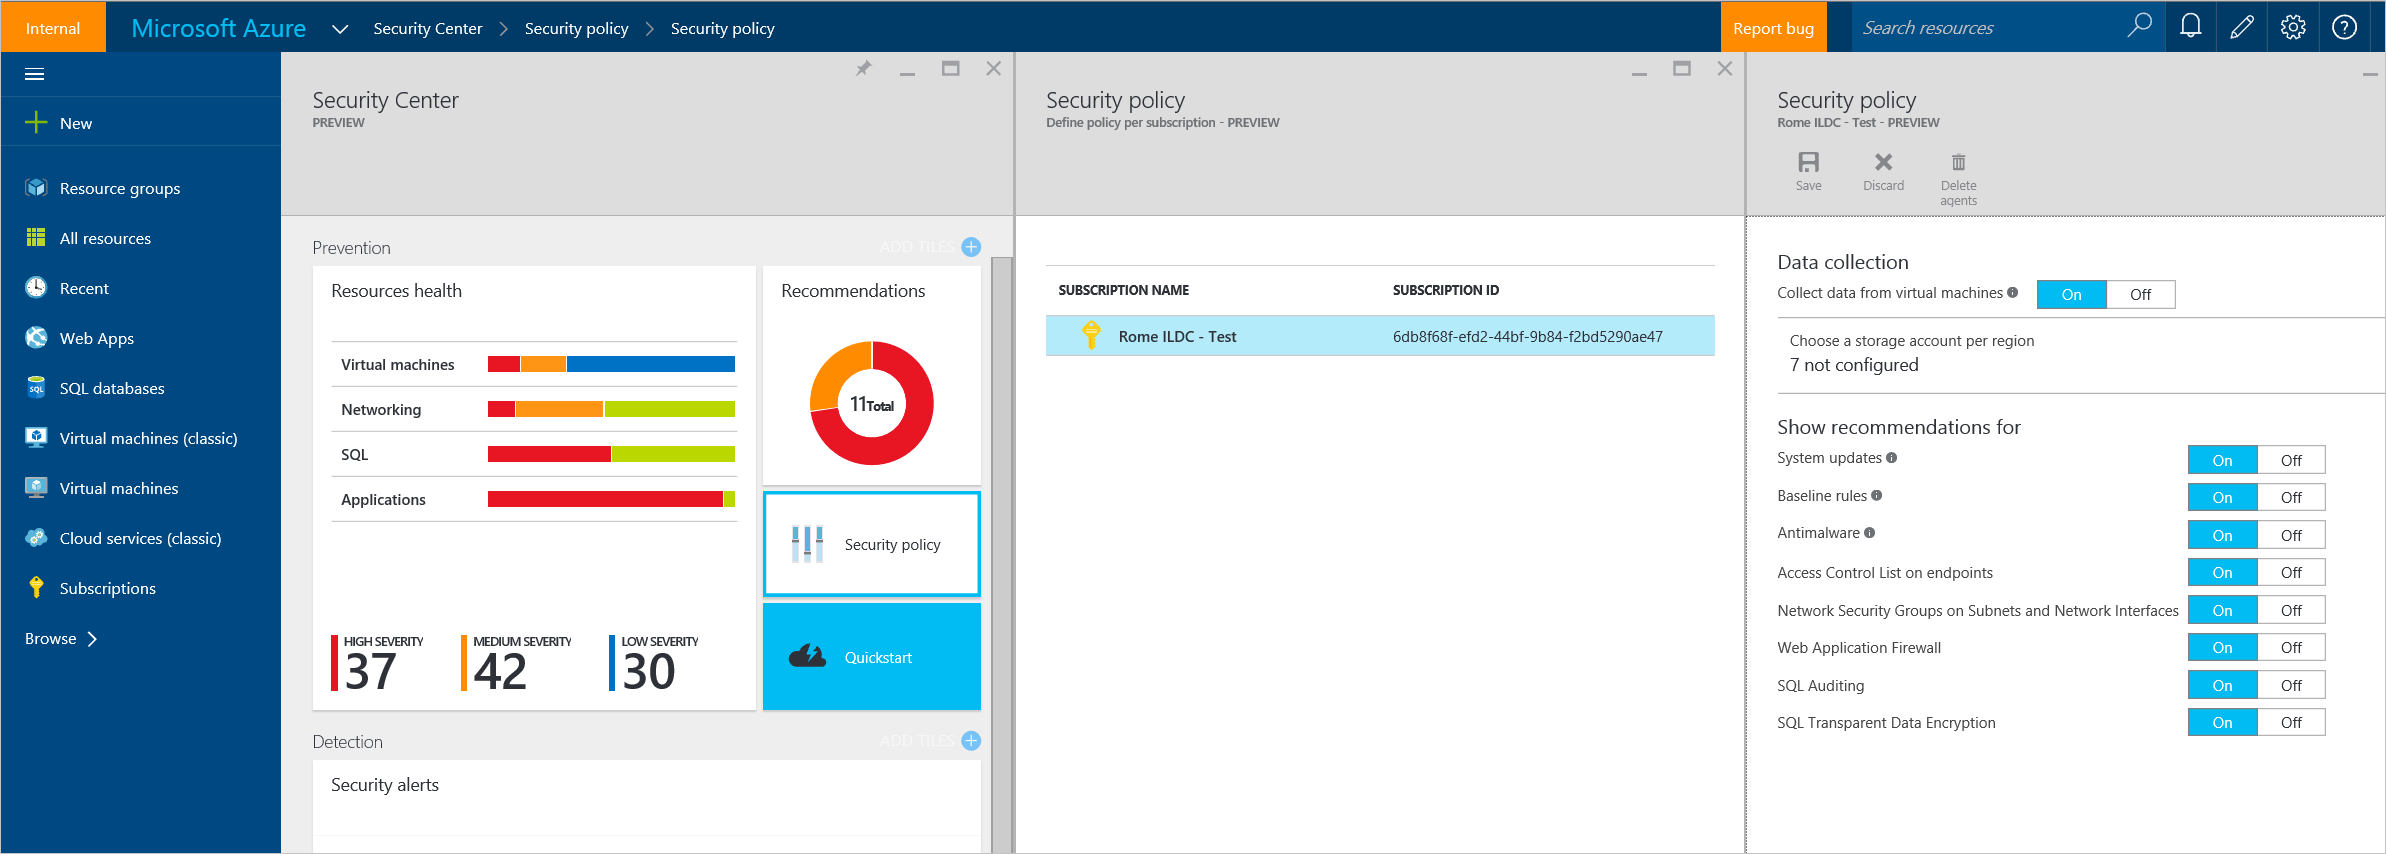 Internal
Microsoft Azure
Security Center
Security policy
Security policy
Report bug
Search resources
New
Resource groups
All resources
Recent
Web Apps
SQL databases
Virtual machines (classic)
Virtual machines
Cloud services (classic)
Subscriptions
Browse
Security Center
PREVIEW
Prevention
ADD TILES
Resources health
Virtual machines
Networking
SQL
Applications
HIGH SEVERITY
37
MEDIUM SEVERITY
42
LOW SEVERITY
30
Recommendations
11 Total
Security policy
Quickstart
Detection
ADD TILES
Security alerts
Security policy
Define policy per subscription - PREVIEW
SUBSCRIPTION NAME SUBSCRIPTION ID
Rome ILDC - Test 6db8f68f-efd2-44bf-9b84-f2bd5290ae47
Security policy
Rome ILDC - Test - PREVIEW
Save
Discard
Delete
agents
Data collection
Collect data from virtual machines On Off
Choose a storage account per region
7 not configured
Show recommendations for
System updates On Off
Baseline rules On Off
Antimalware On Off
Access Control List on endpoints On Off
Network Security Groups on Subnets and Network Interfaces On Off
Web Application Firewall On Off
SQL Auditing On Off
SQL Transparent Data Encryption On Off